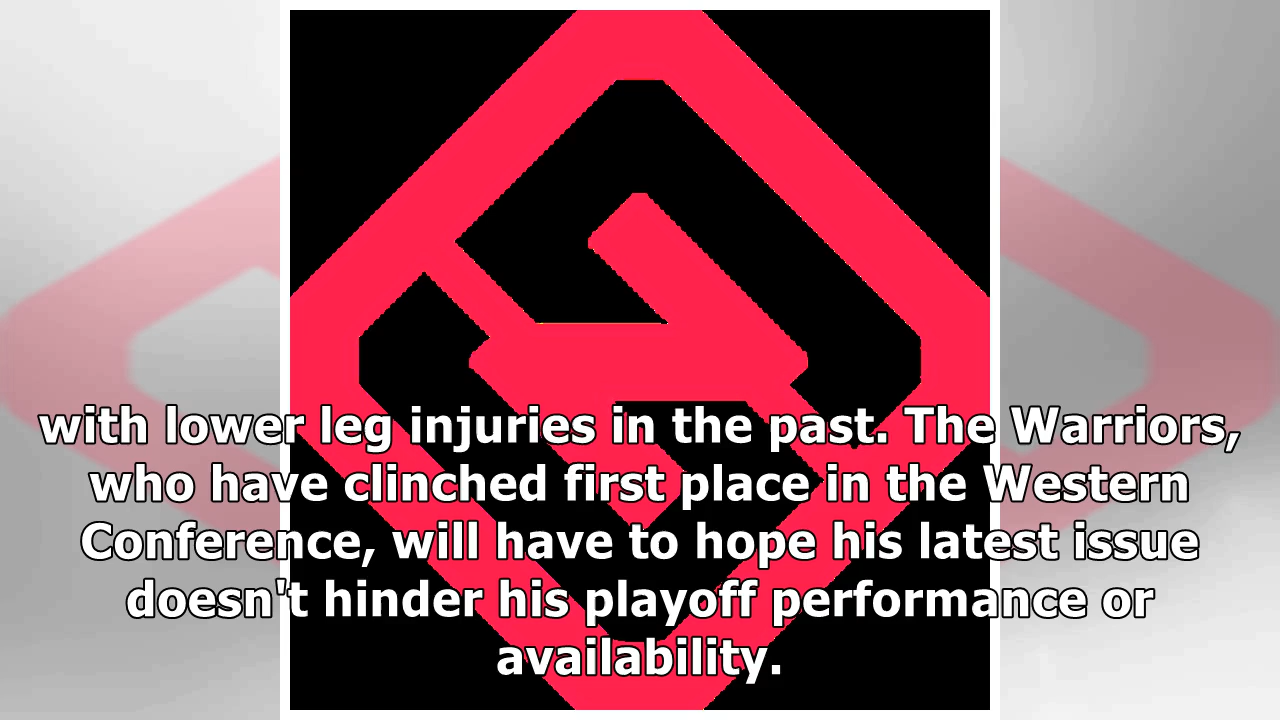 with lower leg injuries in the past. The Warriors,
who have clinched first place in the Western
Conference, will have to hope his latest issue
doesn't hinder his playoff performance or
availability.